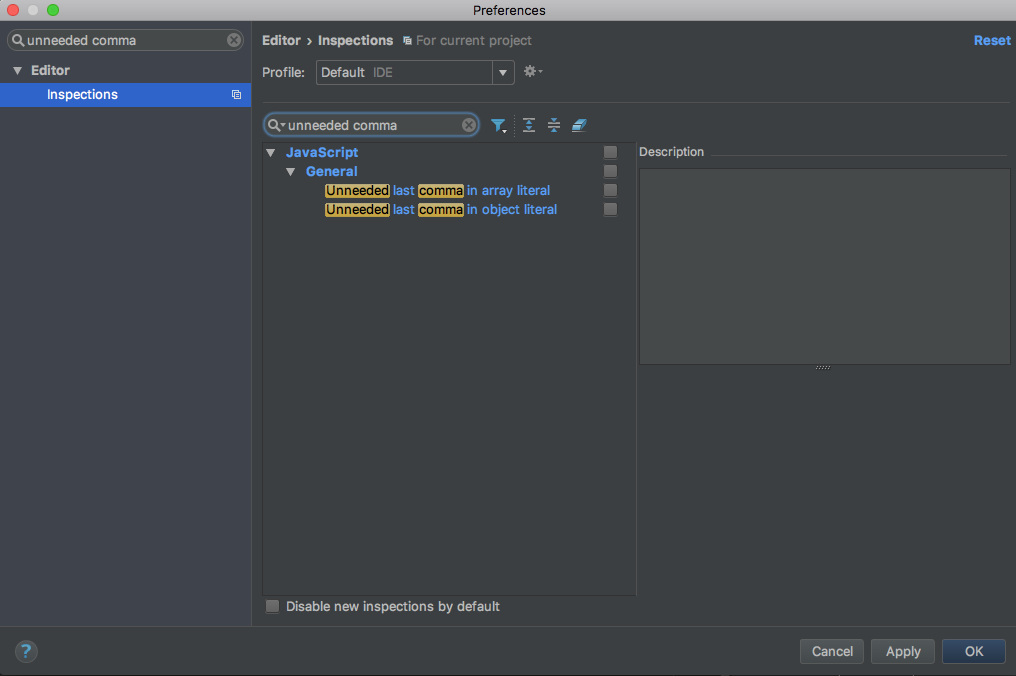 Preferences
unneeded comma
Editor
Inspections
Editor › Inspections For current project
Reset
Profile: Default IDE
unneeded comma
JavaScript
General
Unneeded last comma in array literal
Unneeded last comma in object literal
Description
Disable new inspections by default
?
Cancel
Apply
OK